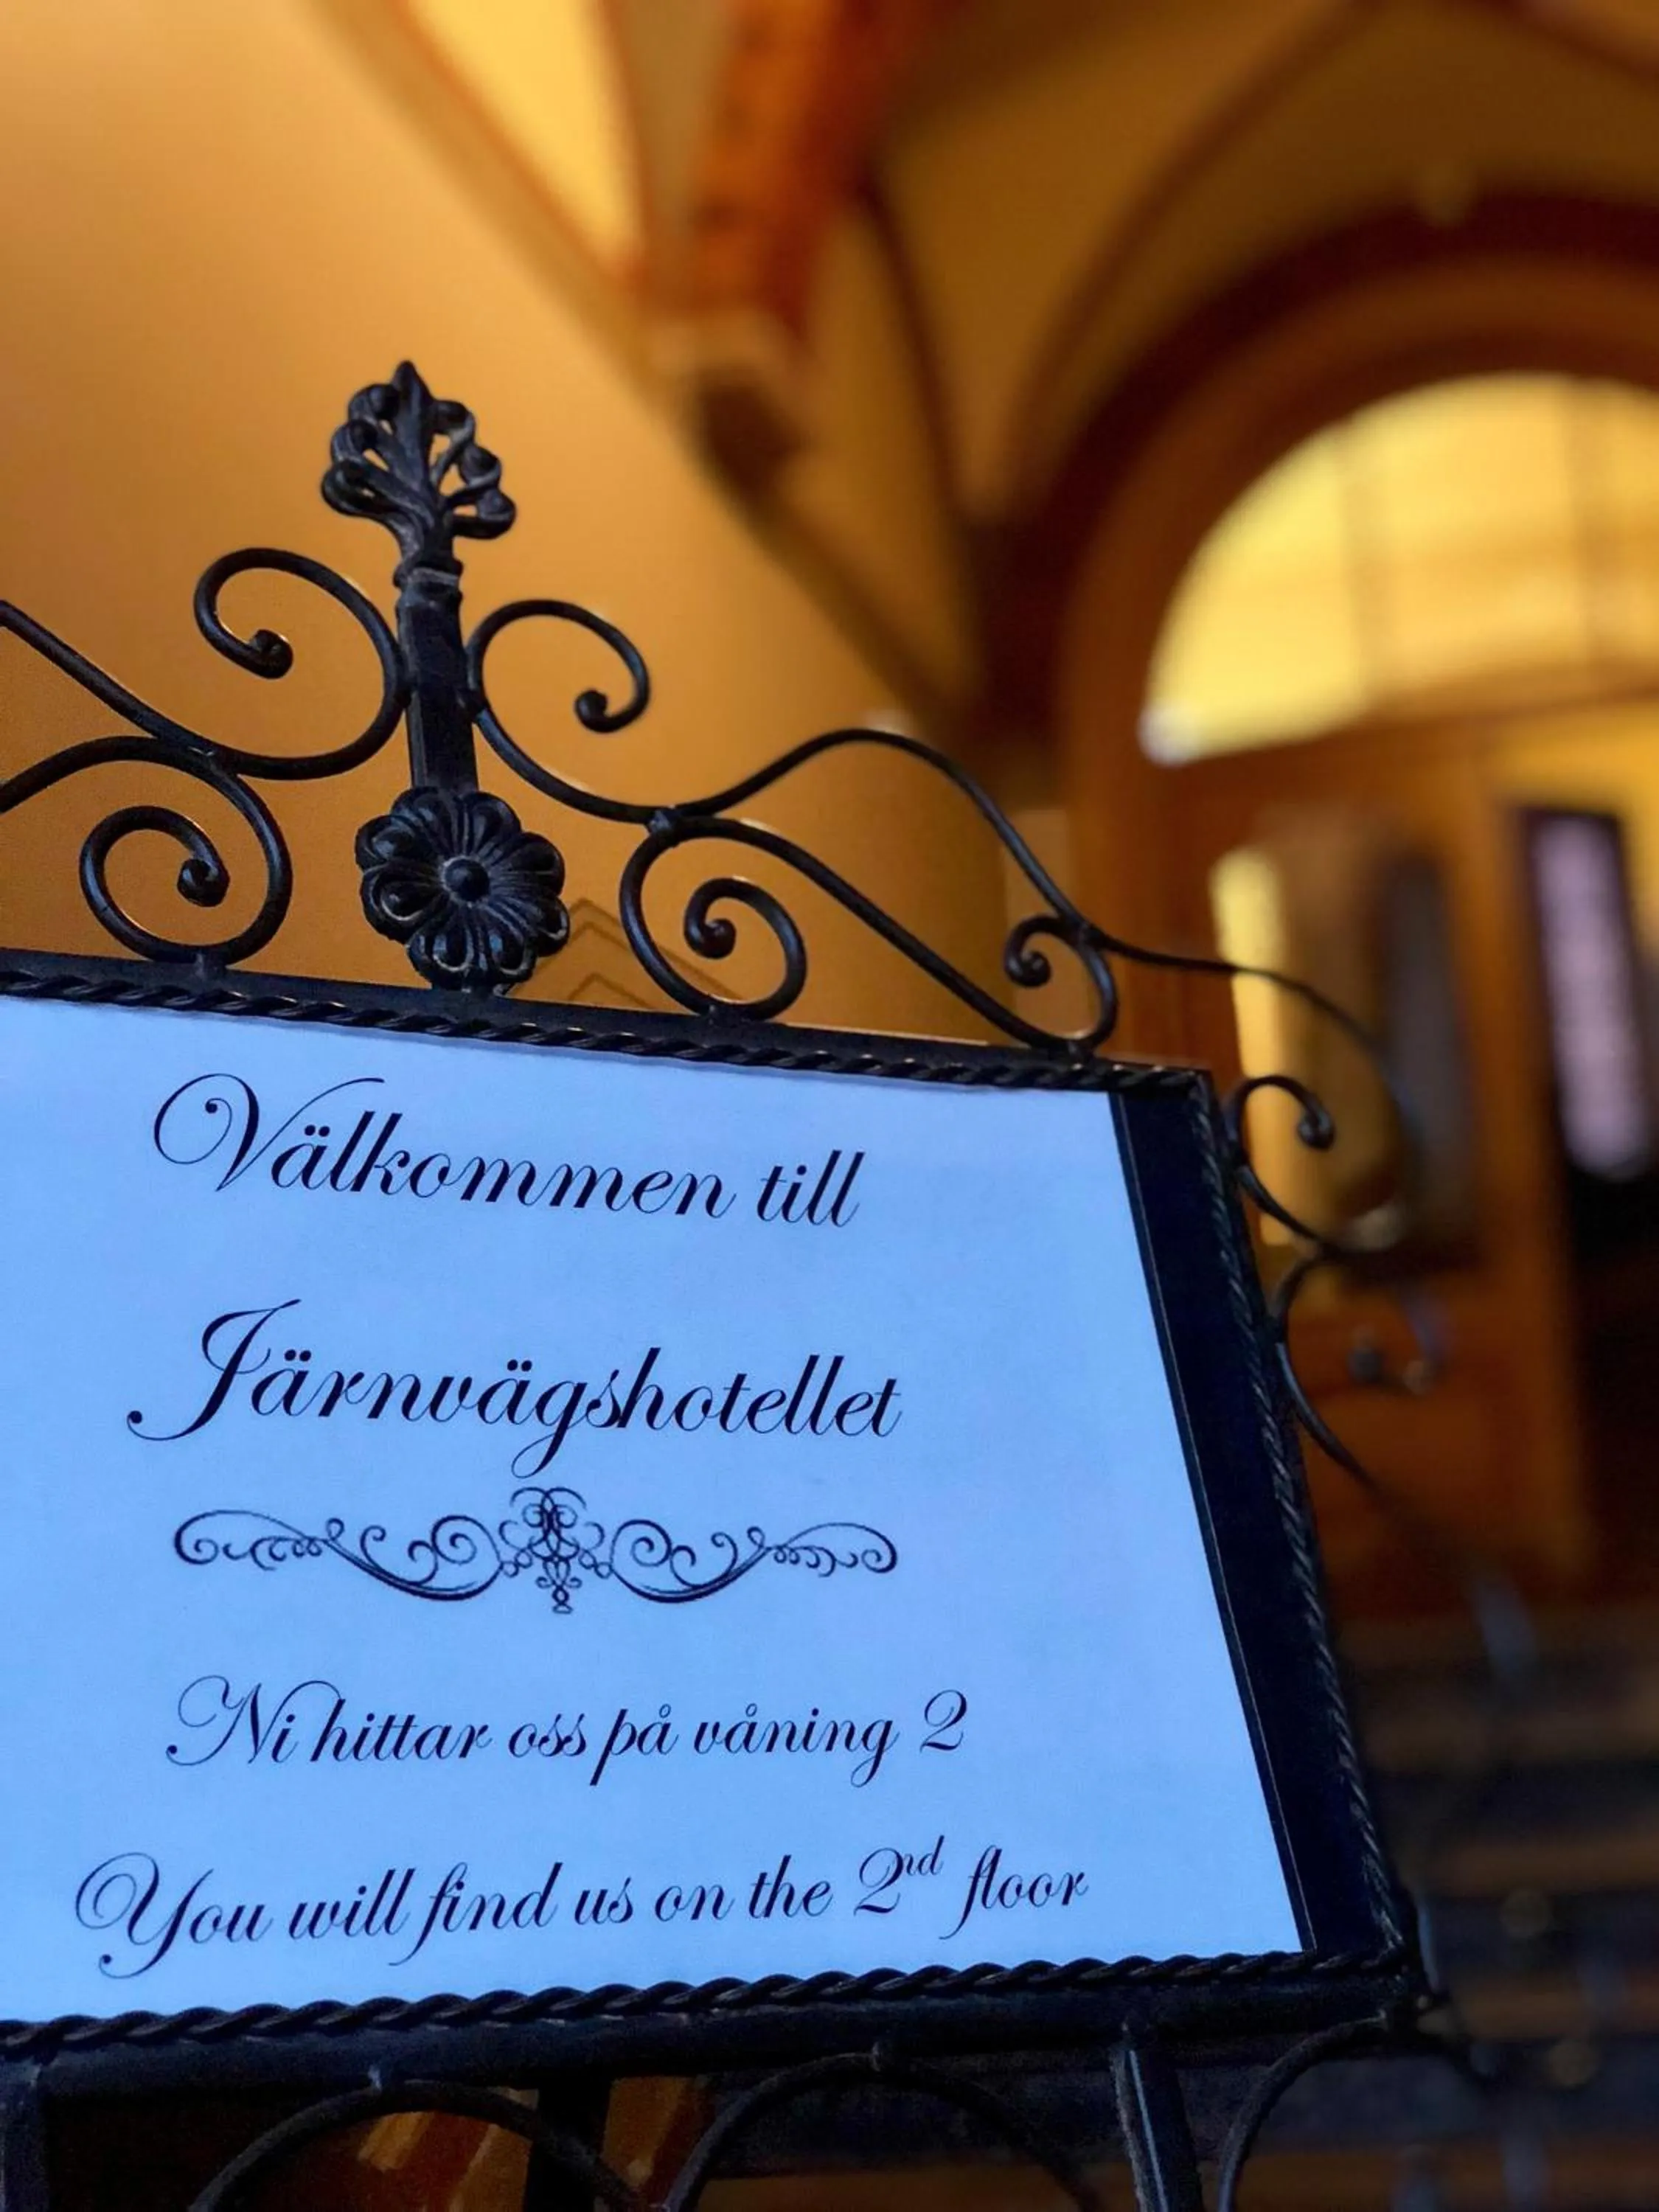 Välkommen till
Järnvägshotellet
Ni hittar oss på våning 2
You will find us on the 2nd floor